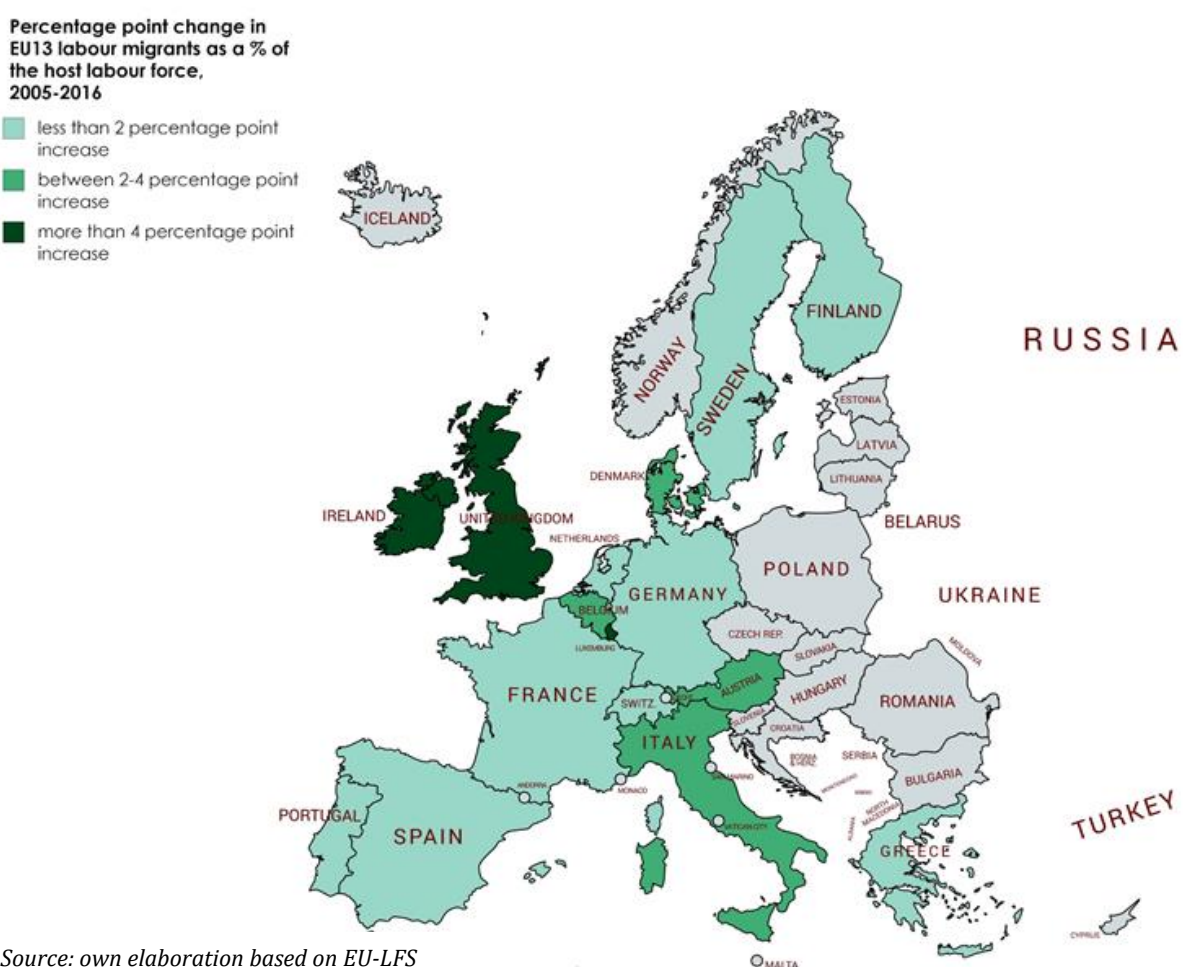 Percentage point change in
EU13 labour migrants as a % of
the host labour force,
2005-2016
less than 2 percentage point
increase
between 2-4 percentage point
increase
more than 4 percentage point
increase
ICELAND
FINLAND
RUSSIA
NORWAY
SWEDEN
ESTONIA
LATVIA
LITHUANIA
DENMARK
IRELAND
UNITED KINGDOM
BELARUS
NETHERLANDS
POLAND
GERMANY
UKRAINE
BELGIUM
CZECH REP.
LUXEMBURG
SLOVAKIA
MOLDOVA
AUSTRIA
HUNGARY
FRANCE
SWITZ.
ROMANIA
SLOVENIA
CROATIA
ITALY
BOSNIA
& HERZ.
SERBIA
SAN MARINO
BULGARIA
ANDORRA
MONACO
MONTENEGRO
NORTH
MACEDONIA
PORTUGAL
SPAIN
VATICAN CITY
ALBANIA
TURKEY
GREECE
CYPRUS
MALTA
Source: own elaboration based on EU-LFS